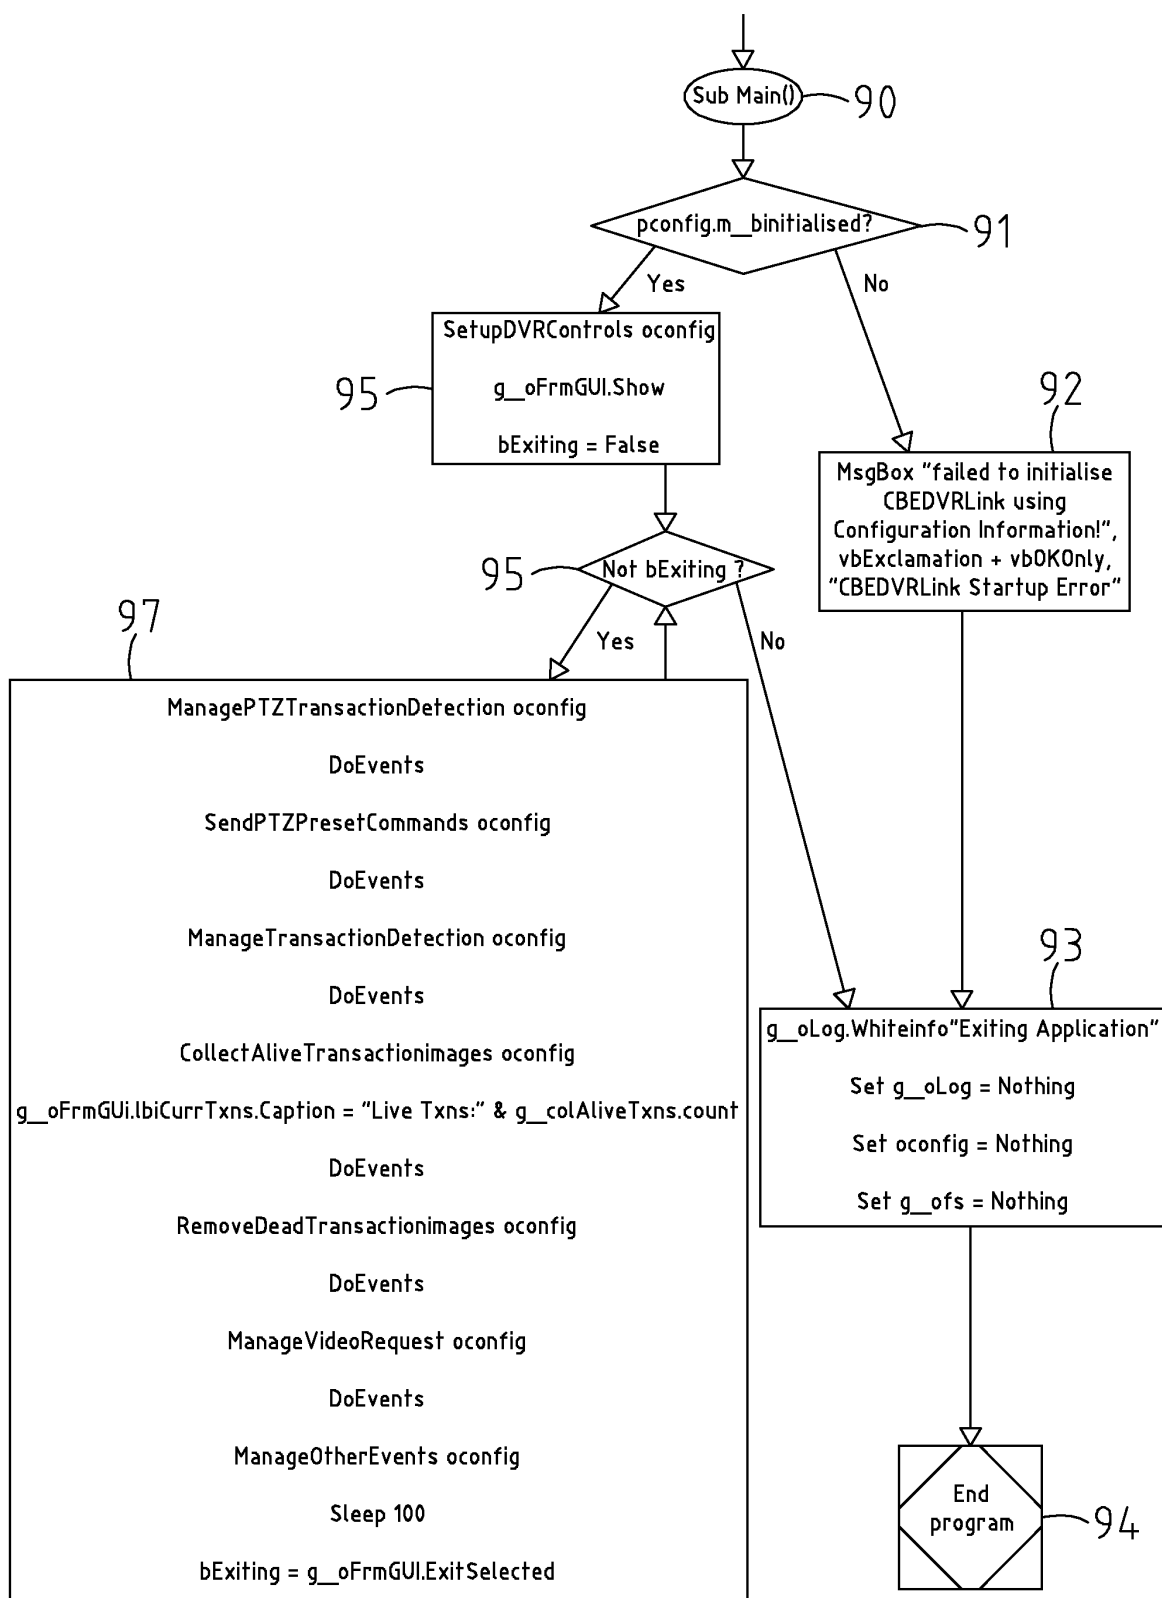 Sub Main()
90
pconfig.m__binitialised?
91
Yes
No
SetupDVRControls oconfig
g__oFrmGUI.Show
bExiting = False
95
92
MsgBox "failed to initialise
CBEDVRLink using
Configuration Information!",
vbExclamation + vbOKOnly,
"CBEDVRLink Startup Error"
Not bExiting ?
95
Yes
No
97
ManagePTZTransactionDetection oconfig
DoEvents
SendPTZPresetCommands oconfig
DoEvents
ManageTransactionDetection oconfig
DoEvents
CollectAliveTransactionimages oconfig
g__oFrmGUi.lbiCurrTxns.Caption = "Live Txns:" & g__colAliveTxns.count
DoEvents
RemoveDeadTransactionimages oconfig
DoEvents
ManageVideoRequest oconfig
DoEvents
ManageOtherEvents oconfig
Sleep 100
bExiting = g__oFrmGUI.ExitSelected
93
g__oLog.Whiteinfo"Exiting Application"
Set g__oLog = Nothing
Set oconfig = Nothing
Set g__ofs = Nothing
End
program
94